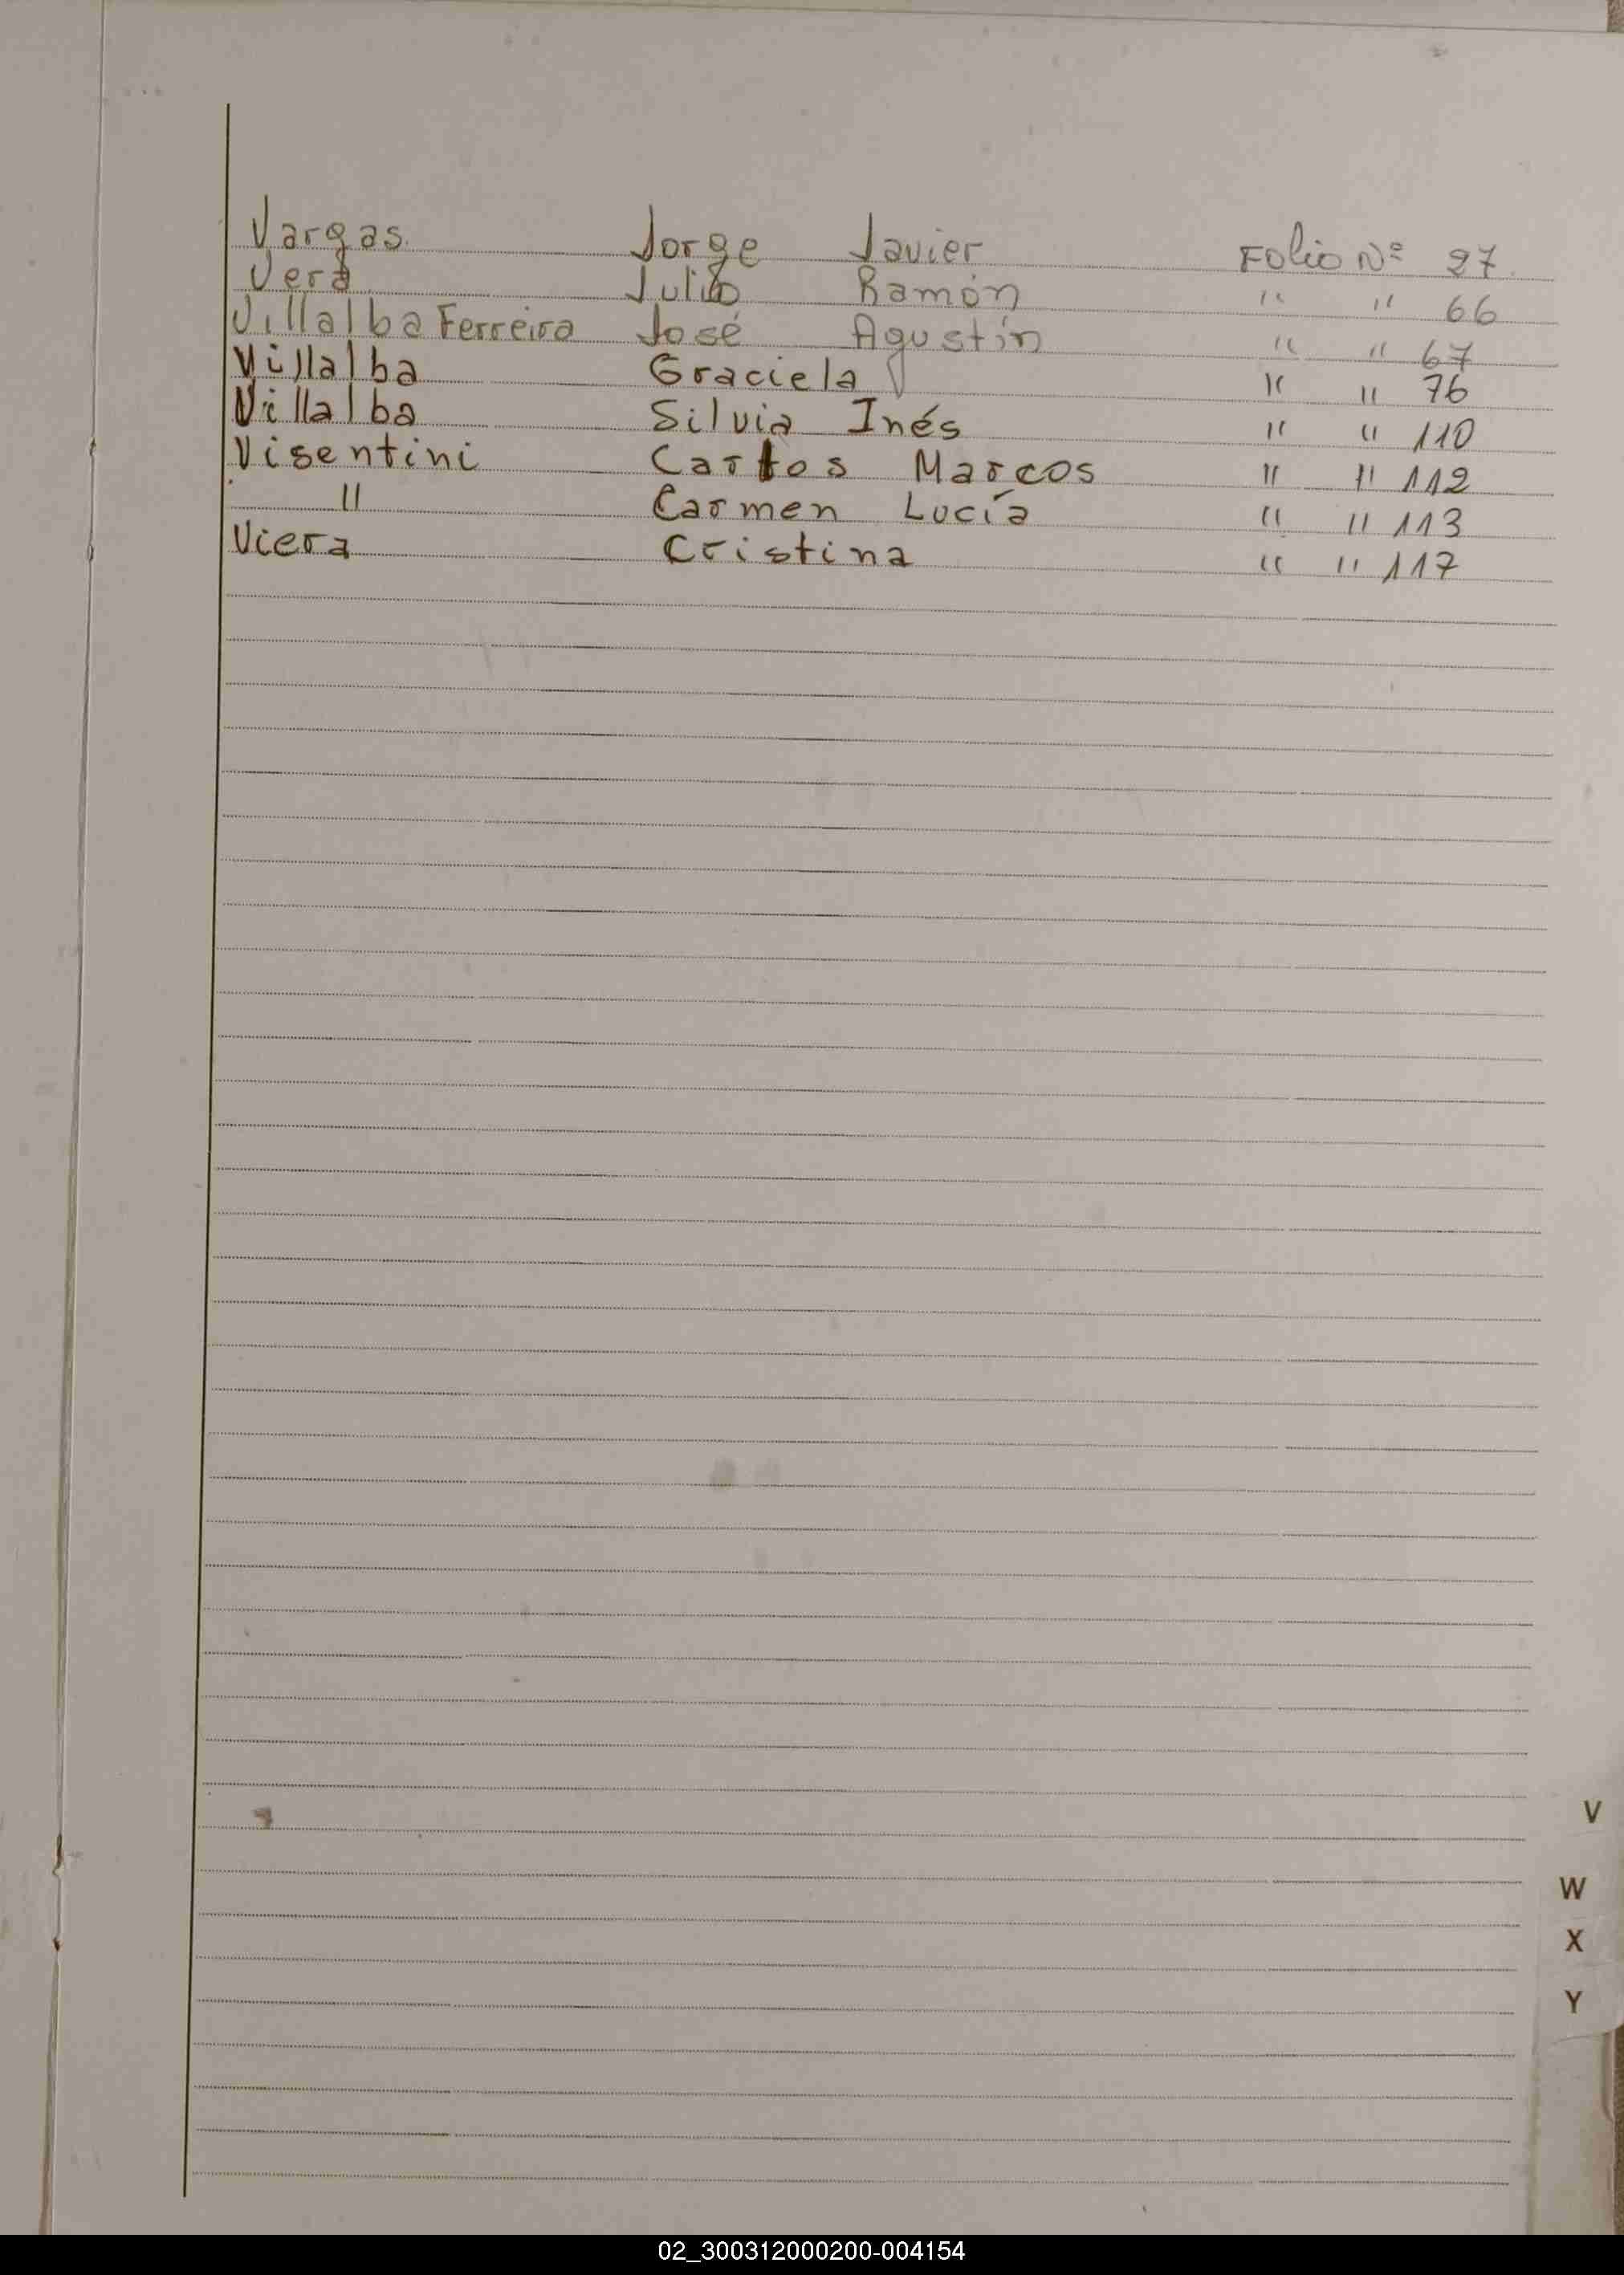 Vargas Jorge Javier Folio Nº 27
Vera Julio Ramón " " 66
Villalba Ferreira José Agustín " " 67
Villalba Graciela " " 76
Villalba Silvia Inés " " 110
Visentini Carlos Marcos " " 112
" Carmen Lucía " " 113
Viera Cristina " " 117
V
W
X
Y
02_300312000200-004154